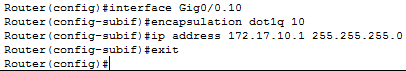 Router(config)#interface Gig0/0.10
Router(config-subif)#encapsulation dot1q 10
Router(config-subif)#ip address 172.17.10.1 255.255.255.0
Router(config-subif)#exit
Router(config)#